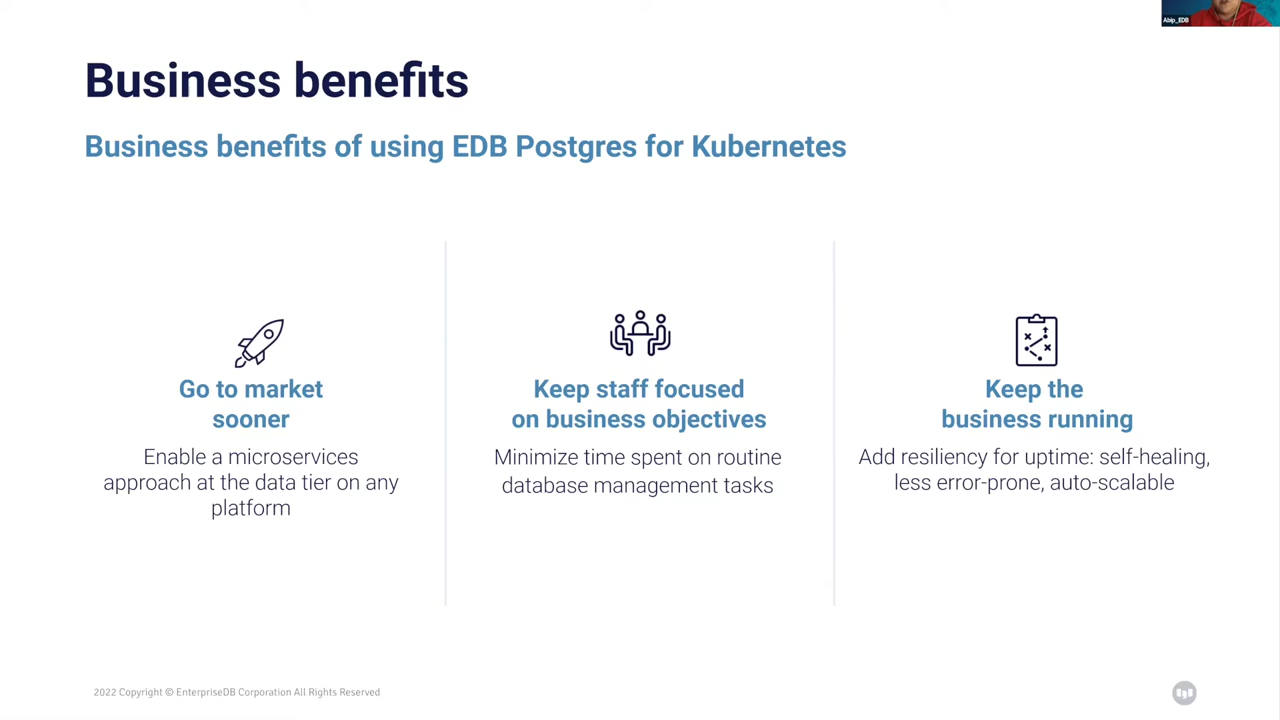 Abip_EDB
Business benefits
Business benefits of using EDB Postgres for Kubernetes
Go to market
sooner
Enable a microservices
approach at the data tier on any
platform
Keep staff focused
on business objectives
Minimize time spent on routine
database management tasks
Keep the
business running
Add resiliency for uptime: self-healing,
less error-prone, auto-scalable
2022 Copyright © EnterpriseDB Corporation All Rights Reserved